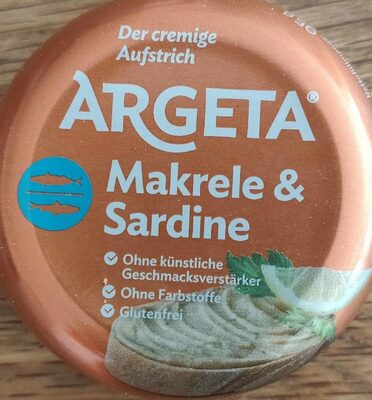 Der cremige
Aufstrich
ARGETA®
Makrele &
Sardine
Ohne künstliche
Geschmacksverstärker
Ohne Farbstoffe
Glutenfrei